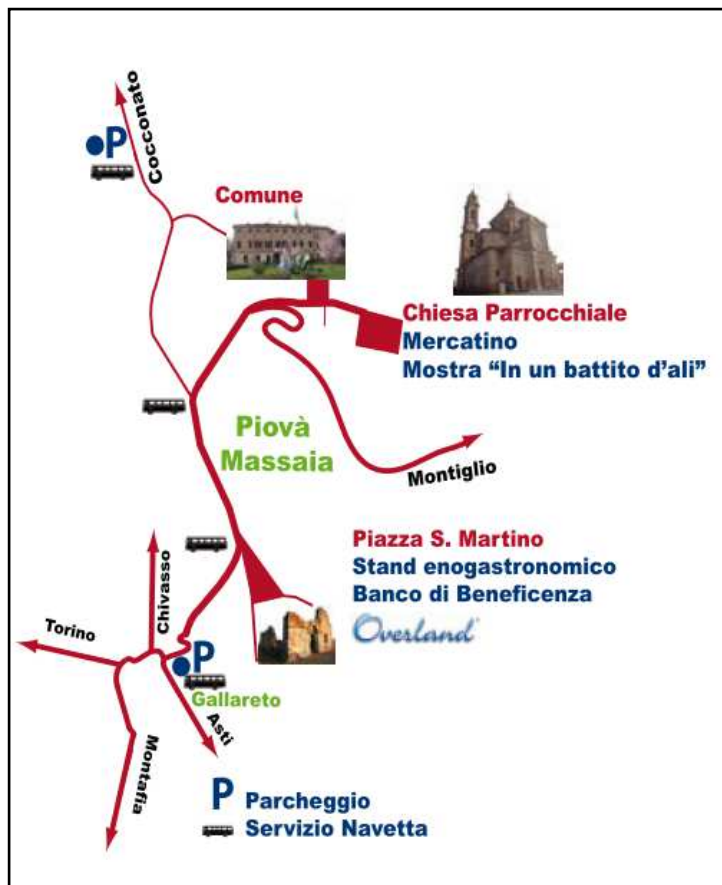 Cocconato
P
Comune
Chiesa Parrocchiale
Mercatino
Mostra “In un battito d’ali”
Piovà
Massaia
Montiglio
Piazza S. Martino
Stand enogastronomico
Banco di Beneficenza
Overland
Chivasso
Torino
P
Gallareto
Asti
Montafia
P Parcheggio
Servizio Navetta